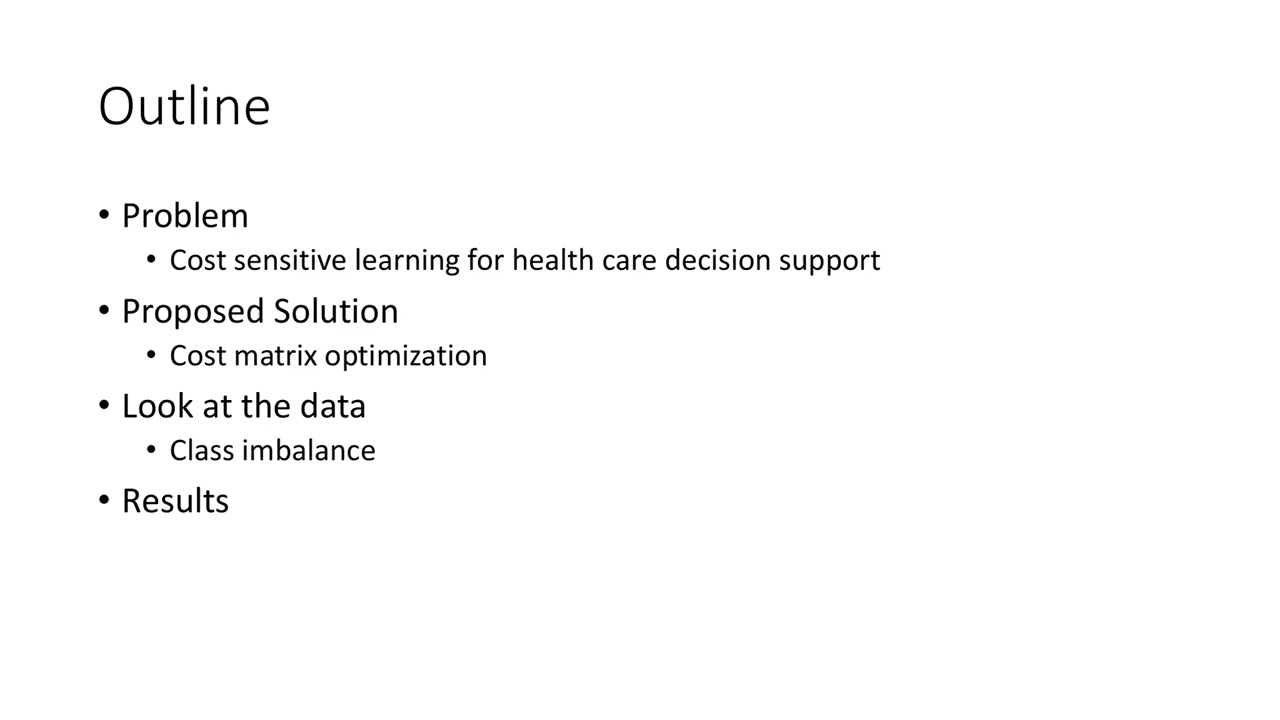 Outline
• Problem
• Cost sensitive learning for health care decision support
• Proposed Solution
• Cost matrix optimization
• Look at the data
• Class imbalance
• Results